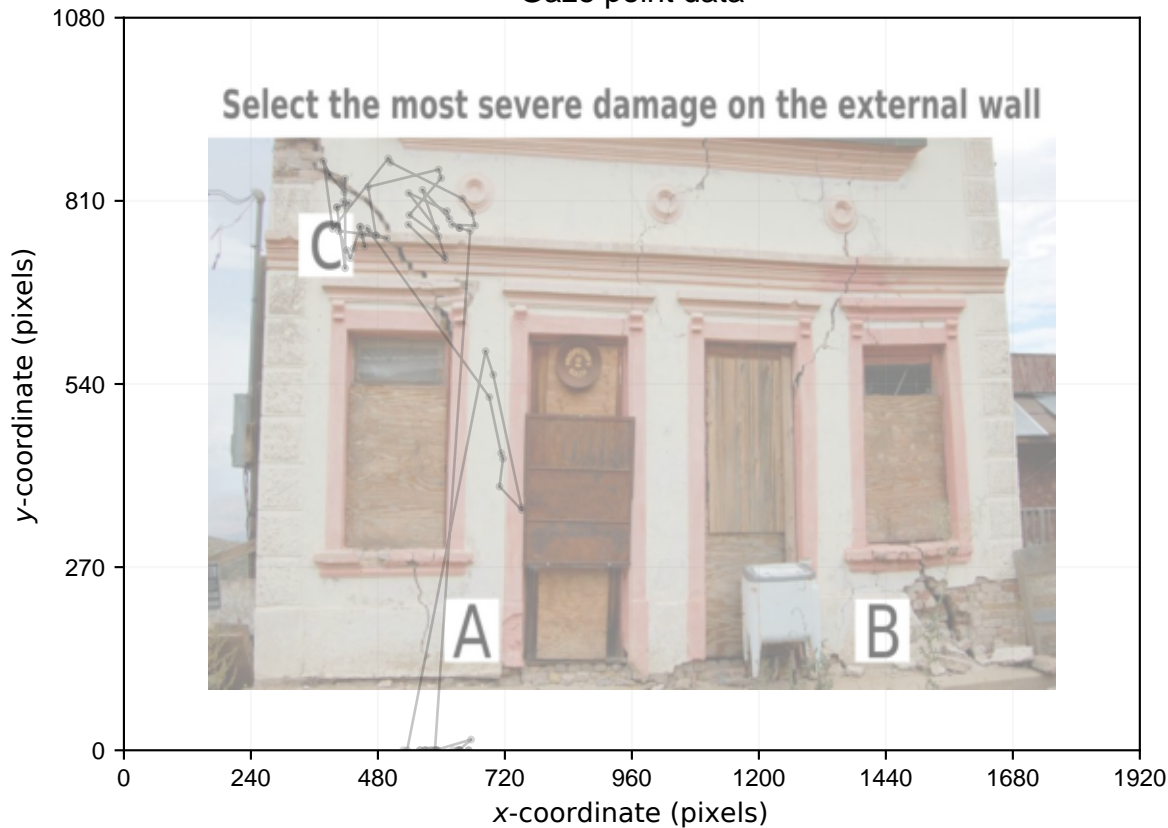 Gaze point data
Select the most severe damage on the external wall
C
A
B
1080
810
540
270
0
0 240 480 720 960 1200 1440 1680 1920
y-coordinate (pixels)
x-coordinate (pixels)